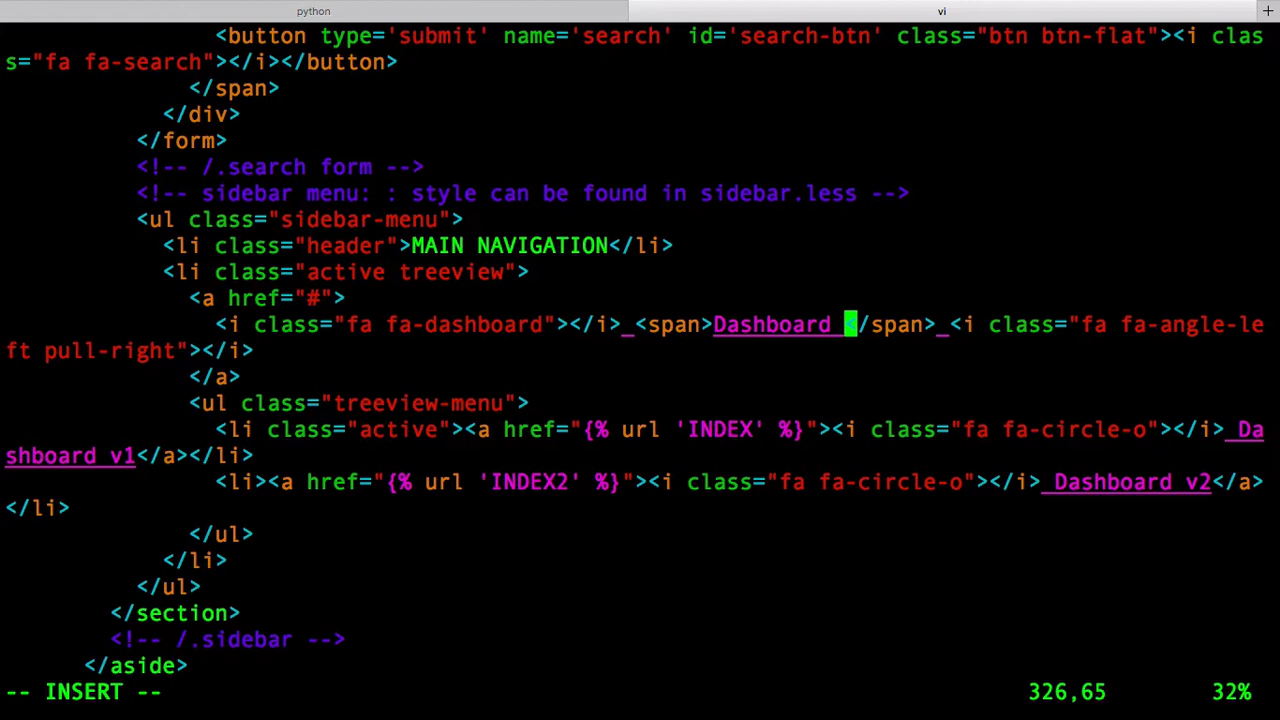 python
vi
+
<button type='submit' name='search' id='search-btn' class="btn btn-flat"><i clas
s="fa fa-search"></i></button>
</span>
</div>
</form>
<!-- /.search form -->
<!-- sidebar menu: : style can be found in sidebar.less -->
<ul class="sidebar-menu">
<li class="header">MAIN NAVIGATION</li>
<li class="active treeview">
<a href="#">
<i class="fa fa-dashboard"></i> <span>Dashboard </span> <i class="fa fa-angle-le
ft pull-right"></i>
</a>
<ul class="treeview-menu">
<li class="active"><a href="{% url 'INDEX' %}"><i class="fa fa-circle-o"></i> Da
shboard v1</a></li>
<li><a href="{% url 'INDEX2' %}"><i class="fa fa-circle-o"></i> Dashboard v2</a>
</li>
</ul>
</li>
</ul>
</section>
<!-- /.sidebar -->
</aside>
-- INSERT -- 326,65 32%